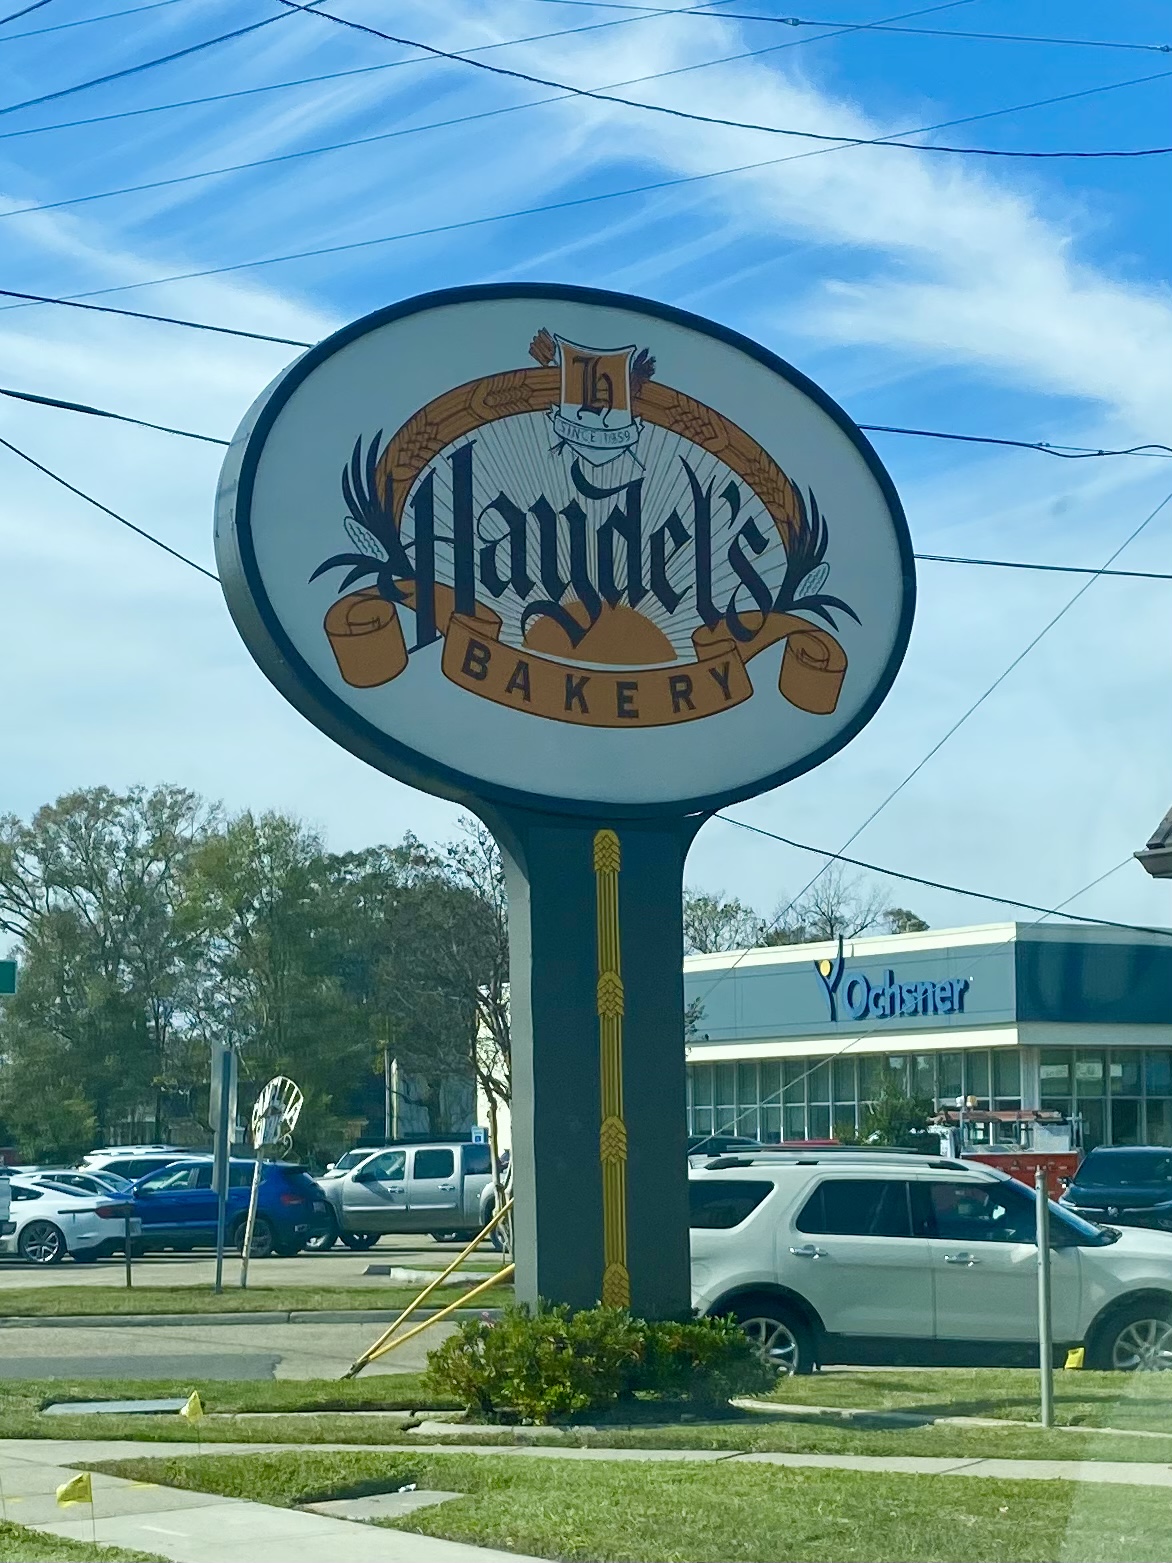 h
SINCE 1959
Haydel's
BAKERY
Ochsner